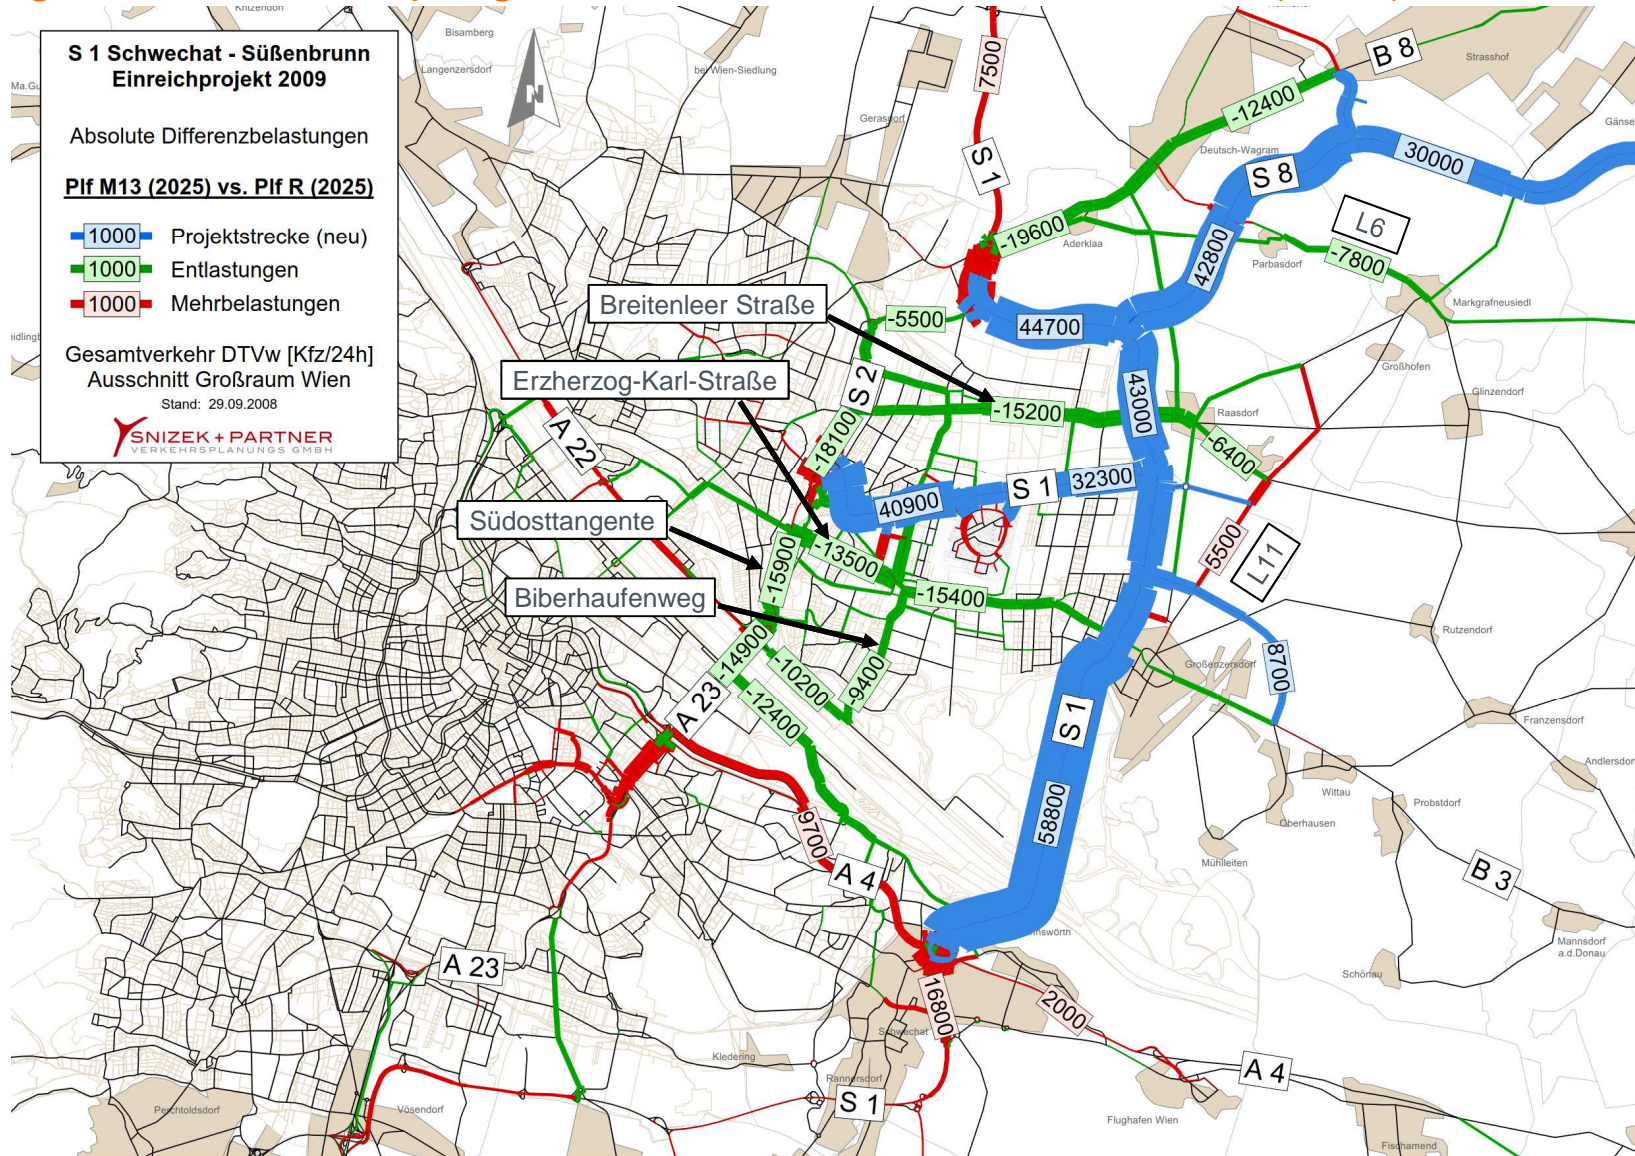 S 1 Schwechat - Süßenbrunn
Einreichprojekt 2009
Absolute Differenzbelastungen
Plf M13 (2025) vs. Plf R (2025)
1000 Projektstrecke (neu)
1000 Entlastungen
1000 Mehrbelastungen
Gesamtverkehr DTVw [Kfz/24h]
Ausschnitt Großraum Wien
Stand: 29.09.2008
SNIZEK + PARTNER
VERKEHRSPLANUNGS GMBH
N
Bisamberg
Langenzersdorf
bei Wien-Siedlung
Gerasdorf
7500
S 1
B 8
Strasshof
-12400
Deutsch-Wagram
30000
S 8
L6
-19600
Aderklaa
42800
Parbasdorf
-7800
Markgrafneusiedl
Breitenleer Straße
-5500
44700
Großhofen
Erzherzog-Karl-Straße
S 2
43000
Glinzendorf
-15200
Raasdorf
A 22
-18100
-6400
Südosttangente
40900
S 1
32300
-15900
-13500
5500
L11
Biberhaufenweg
-15400
Rutzendorf
-14900
-10200
-9400
Großenzersdorf
8700
-12400
A 23
S 1
Franzensdorf
Andlersdorf
Wittau
Probstdorf
Oberhausen
58800
9700
Mühlleiten
A 4
B 3
Mannsdorf
a.d.Donau
A 23
Schönau
16800
2000
Schwechat
Kledering
Rannersdorf
A 4
S 1
Perchtoldsdorf
Vösendorf
Flughafen Wien
Fischamend